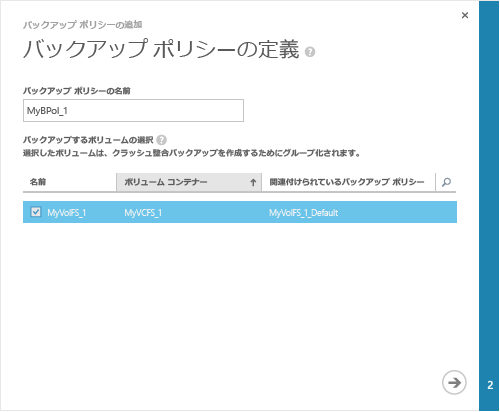 バックアップ ポリシーの追加
バックアップ ポリシーの定義 ?
バックアップ ポリシーの名前
MyBPol_1
バックアップするボリュームの選択 ?
選択したボリュームは、クラッシュ整合バックアップを作成するためにグループ化されます。
名前 ボリューム コンテナー 関連付けられているバックアップ ポリシー
MyVolFS_1 MyVCFS_1 MyVolFS_1_Default
2